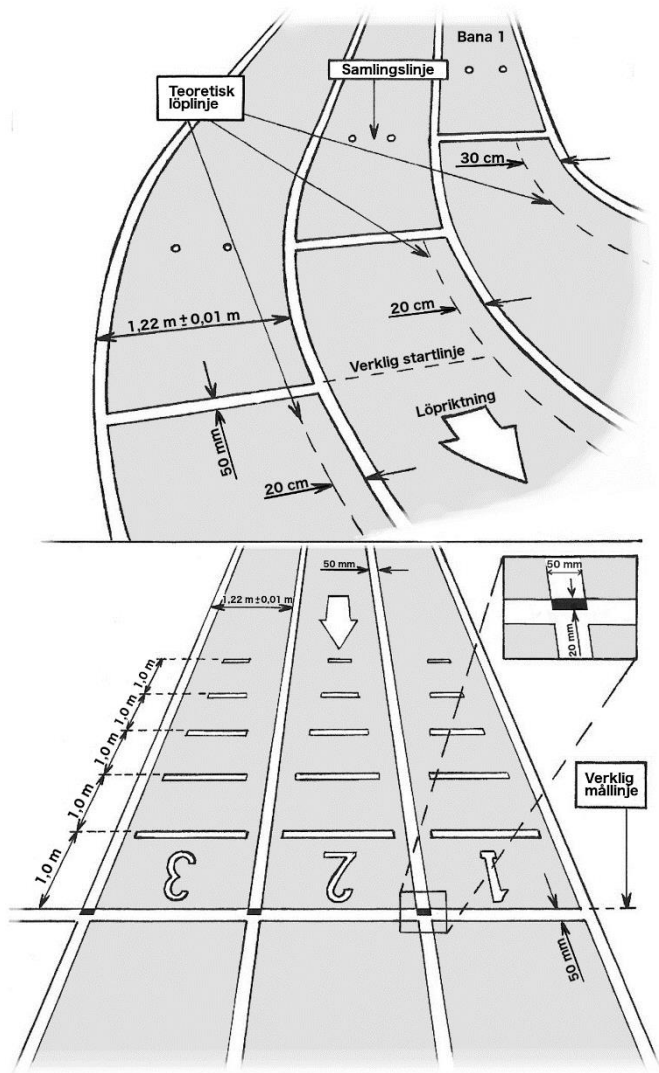 Bana 1
Samlingslinje
Teoretisk
löplinje
30 cm
20 cm
1,22 m ± 0,01 m
Verklig startlinje
Löpriktning
50 mm
20 cm
50 mm
50 mm
1,22 m ± 0,01 m
20 mm
1,0 m
1,0 m
1,0 m
1,0 m
1,0 m
Verklig
mållinje
3
2
1
50 mm